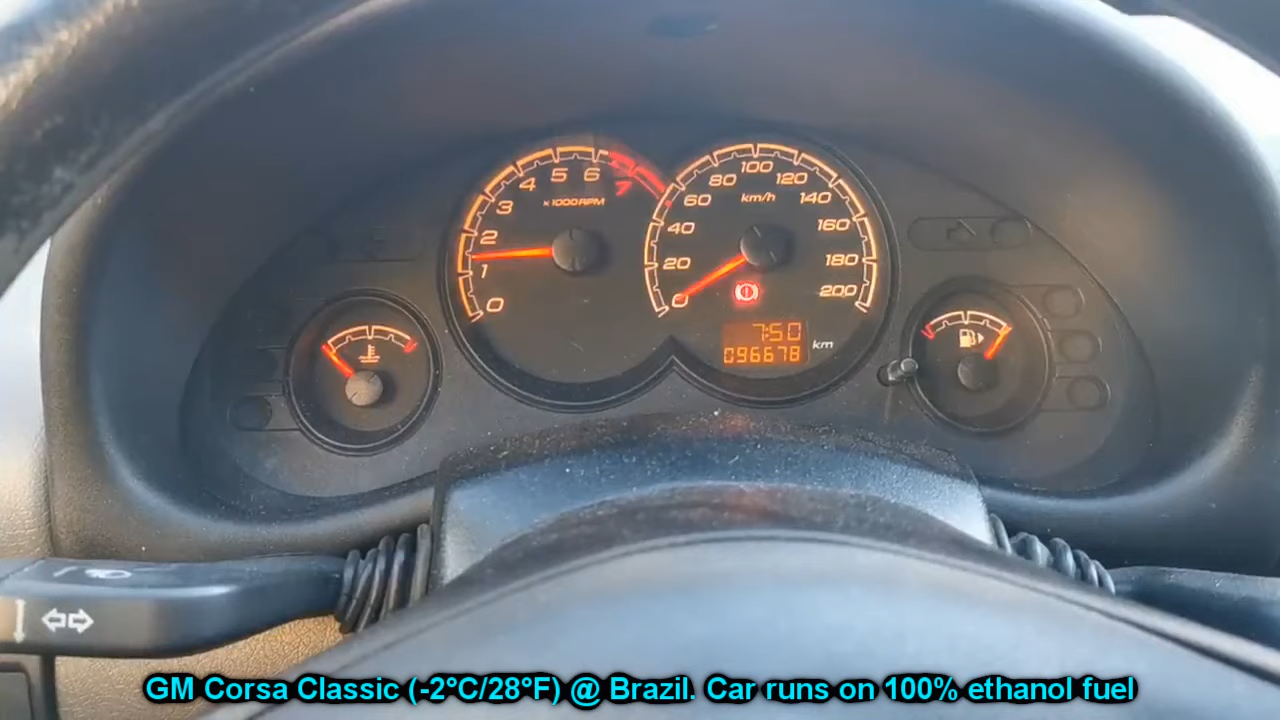 0 1 2 3 4 5 6 7
x1000RPM
0 20 40 60 80 100 120 140 160 180 200
km/h
7:50
096678 km
GM Corsa Classic (-2°C/28°F) @ Brazil. Car runs on 100% ethanol fuel